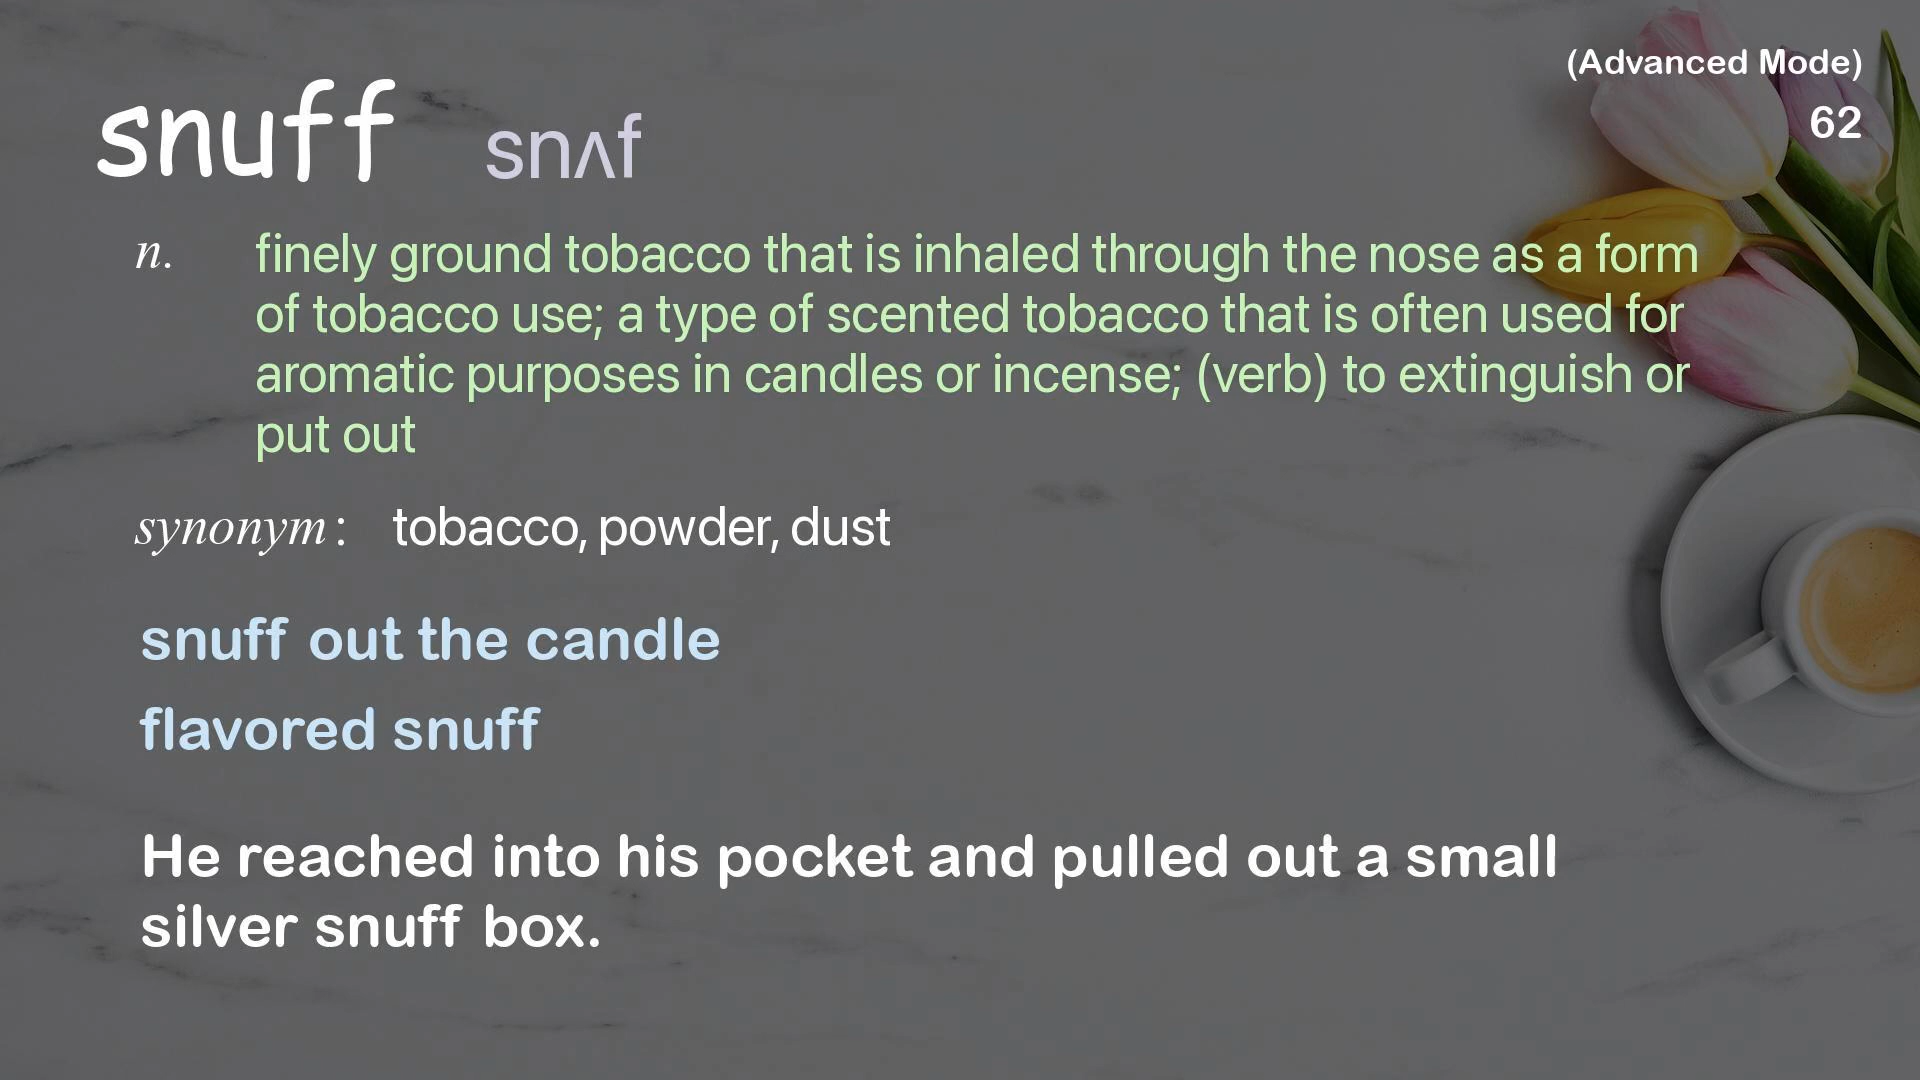 (Advanced Mode)
62
snuff snʌf
n. finely ground tobacco that is inhaled through the nose as a form
of tobacco use; a type of scented tobacco that is often used for
aromatic purposes in candles or incense; (verb) to extinguish or
put out
synonym: tobacco, powder, dust
snuff out the candle
flavored snuff
He reached into his pocket and pulled out a small
silver snuff box.